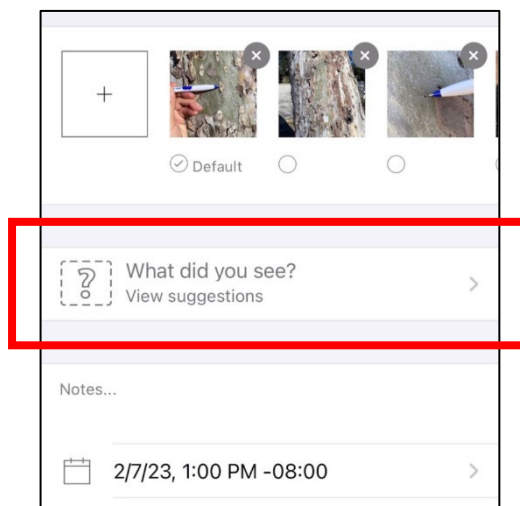 Default
What did you see?
View suggestions
Notes...
2/7/23, 1:00 PM -08:00